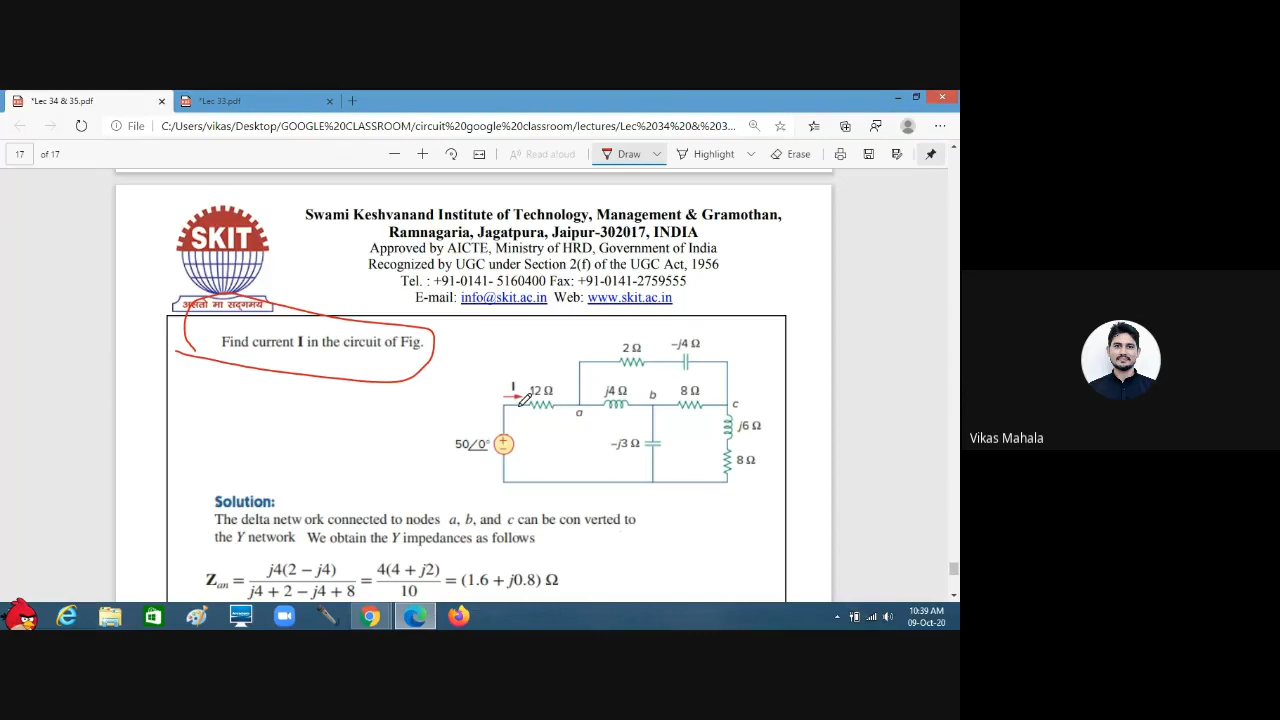 *Lec 34 & 35.pdf
*Lec 33.pdf
File
C:/Users/vikas/Desktop/GOOGLE%20CLASSROOM/circuit%20google%20classroom/lectures/Lec%2034%20&%203...
17 of 17
Read aloud
Draw
Highlight
Erase
Swami Keshvanand Institute of Technology, Management & Gramothan,
Ramnagaria, Jagatpura, Jaipur-302017, INDIA
Approved by AICTE, Ministry of HRD, Government of India
Recognized by UGC under Section 2(f) of the UGC Act, 1956
Tel. : +91-0141- 5160400 Fax: +91-0141-2759555
E-mail: info@skit.ac.in Web: www.skit.ac.in
SKIT
असतो मा सद्गमय
Find current I in the circuit of Fig.
2 Ω
-j4 Ω
I
12 Ω
j4 Ω
b
8 Ω
a
c
j6 Ω
50∠0°
+
−
-j3 Ω
8 Ω
Solution:
The delta netw ork connected to nodes a, b, and c can be con verted to
the Y network We obtain the Y impedances as follows
Zan = j4(2 − j4) / j4 + 2 − j4 + 8 = 4(4 + j2) / 10 = (1.6 + j0.8) Ω
Vikas Mahala
10:39 AM
09-Oct-20